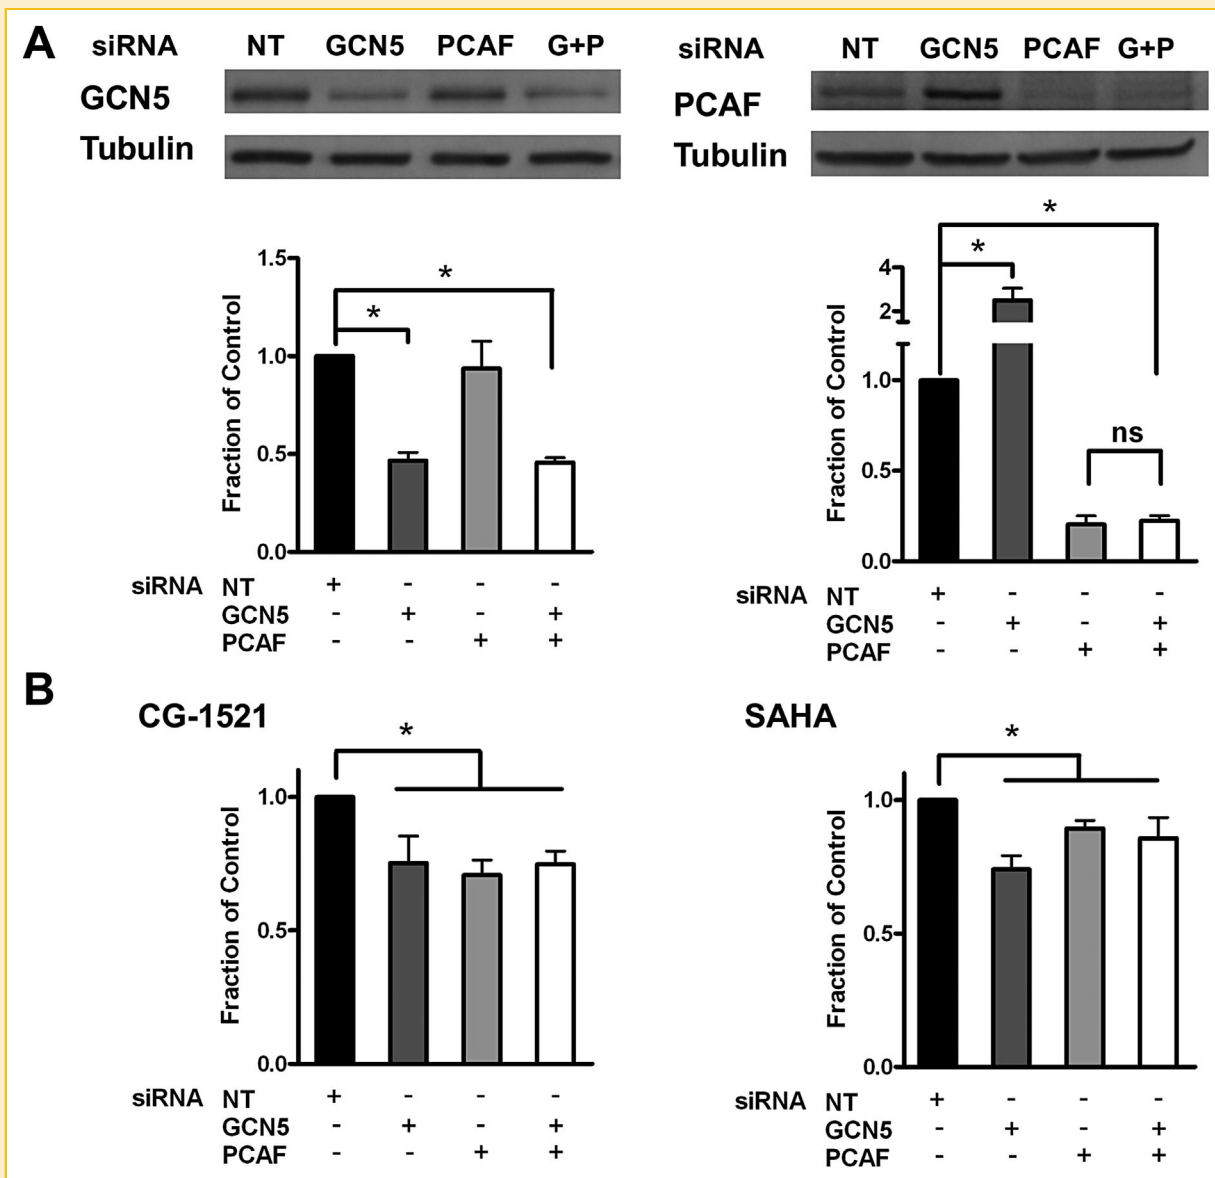 A
siRNA NT GCN5 PCAF G+P
GCN5
Tubulin
siRNA NT GCN5 PCAF G+P
PCAF
Tubulin
Fraction of Control
1.5
1.0
0.5
0.0
*
*
siRNA NT + - - -
GCN5 - + - +
PCAF - - + +
Fraction of Control
4
2
1.0
0.5
0.0
*
*
ns
siRNA NT + - - -
GCN5 - + - +
PCAF - - + +
B
CG-1521
Fraction of Control
1.0
0.5
0.0
*
siRNA NT + - - -
GCN5 - + - +
PCAF - - + +
SAHA
Fraction of Control
1.0
0.5
0.0
*
siRNA NT + - - -
GCN5 - + - +
PCAF - - + +